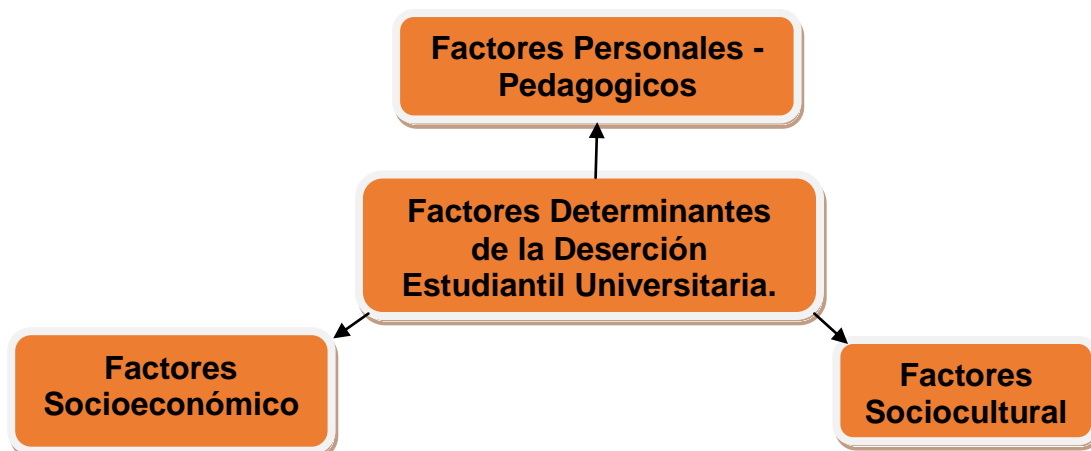 Factores Personales -
Pedagogicos
Factores Determinantes
de la Deserción
Estudiantil Universitaria.
Factores
Socioeconómico
Factores
Sociocultural